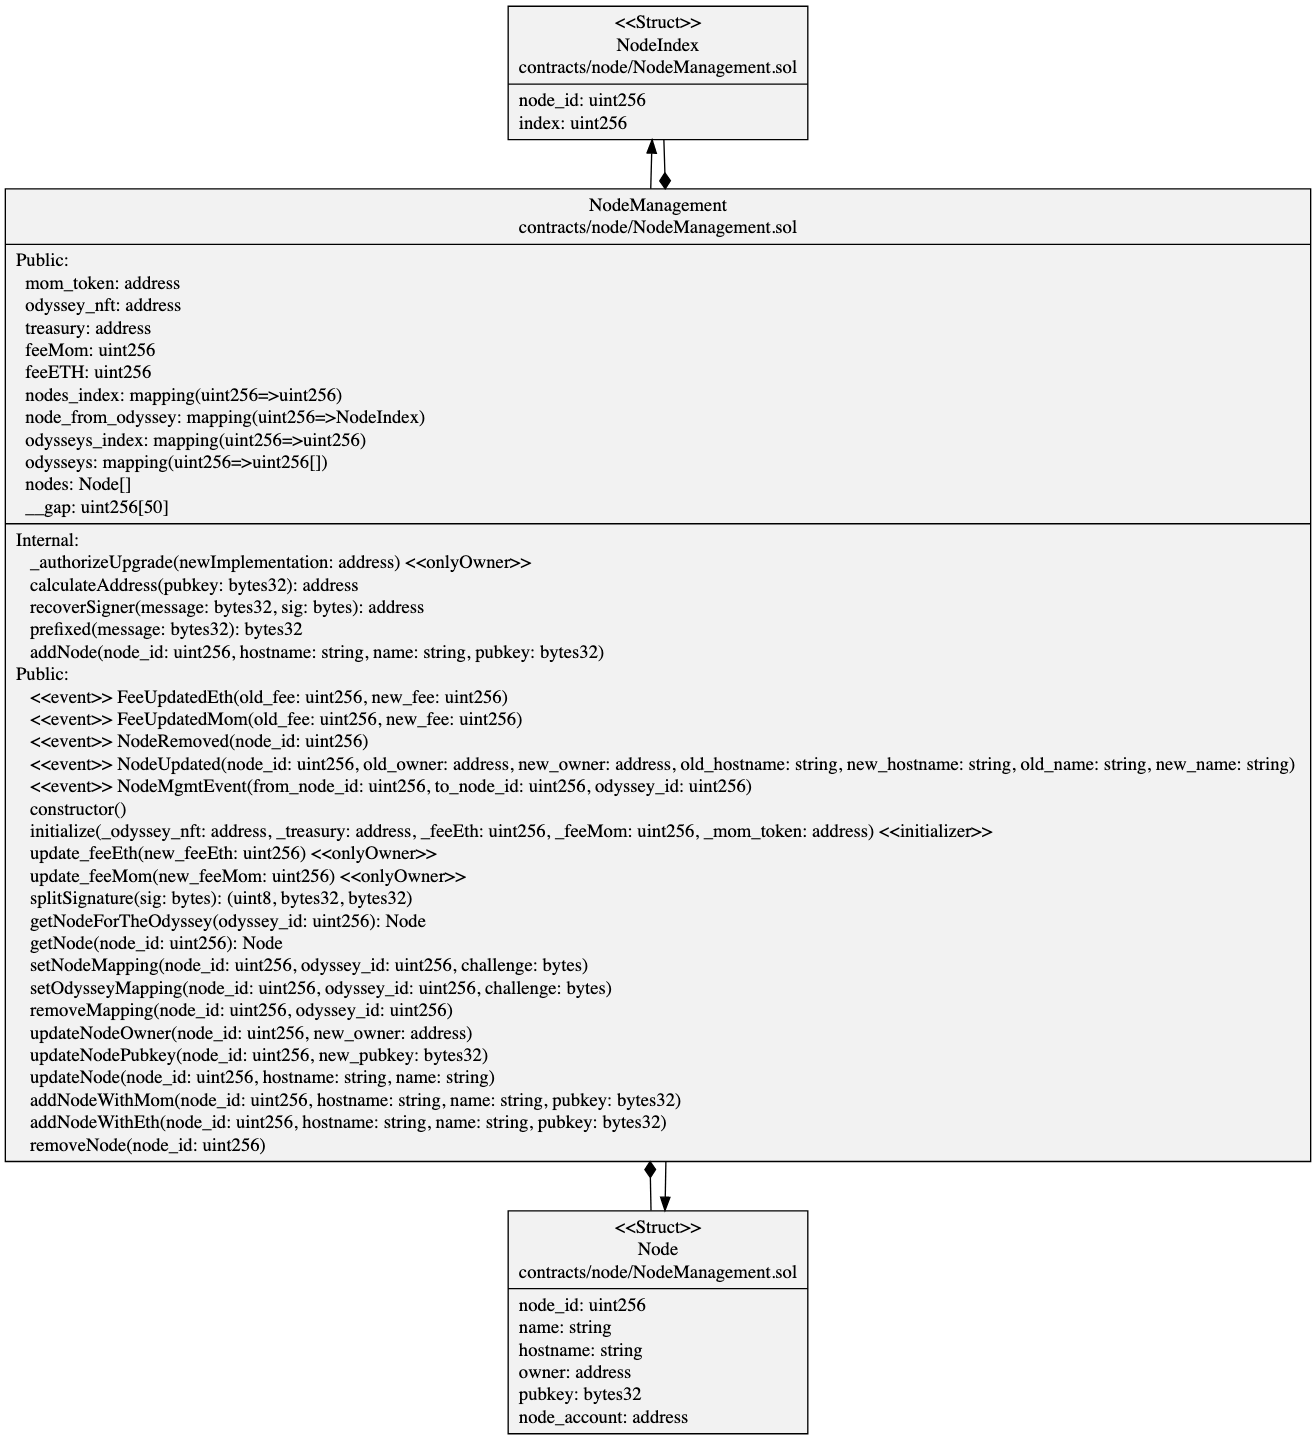 <<Struct>>
NodeIndex
contracts/node/NodeManagement.sol
node_id: uint256
index: uint256
NodeManagement
contracts/node/NodeManagement.sol
Public:
mom_token: address
odyssey_nft: address
treasury: address
feeMom: uint256
feeETH: uint256
nodes_index: mapping(uint256=>uint256)
node_from_odyssey: mapping(uint256=>NodeIndex)
odysseys_index: mapping(uint256=>uint256)
odysseys: mapping(uint256=>uint256[])
nodes: Node[]
__gap: uint256[50]
Internal:
_authorizeUpgrade(newImplementation: address) <<onlyOwner>>
calculateAddress(pubkey: bytes32): address
recoverSigner(message: bytes32, sig: bytes): address
prefixed(message: bytes32): bytes32
addNode(node_id: uint256, hostname: string, name: string, pubkey: bytes32)
Public:
<<event>> FeeUpdatedEth(old_fee: uint256, new_fee: uint256)
<<event>> FeeUpdatedMom(old_fee: uint256, new_fee: uint256)
<<event>> NodeRemoved(node_id: uint256)
<<event>> NodeUpdated(node_id: uint256, old_owner: address, new_owner: address, old_hostname: string, new_hostname: string, old_name: string, new_name: string)
<<event>> NodeMgmtEvent(from_node_id: uint256, to_node_id: uint256, odyssey_id: uint256)
constructor()
initialize(_odyssey_nft: address, _treasury: address, _feeEth: uint256, _feeMom: uint256, _mom_token: address) <<initializer>>
update_feeEth(new_feeEth: uint256) <<onlyOwner>>
update_feeMom(new_feeMom: uint256) <<onlyOwner>>
splitSignature(sig: bytes): (uint8, bytes32, bytes32)
getNodeForTheOdyssey(odyssey_id: uint256): Node
getNode(node_id: uint256): Node
setNodeMapping(node_id: uint256, odyssey_id: uint256, challenge: bytes)
setOdysseyMapping(node_id: uint256, odyssey_id: uint256, challenge: bytes)
removeMapping(node_id: uint256, odyssey_id: uint256)
updateNodeOwner(node_id: uint256, new_owner: address)
updateNodePubkey(node_id: uint256, new_pubkey: bytes32)
updateNode(node_id: uint256, hostname: string, name: string)
addNodeWithMom(node_id: uint256, hostname: string, name: string, pubkey: bytes32)
addNodeWithEth(node_id: uint256, hostname: string, name: string, pubkey: bytes32)
removeNode(node_id: uint256)
<<Struct>>
Node
contracts/node/NodeManagement.sol
node_id: uint256
name: string
hostname: string
owner: address
pubkey: bytes32
node_account: address